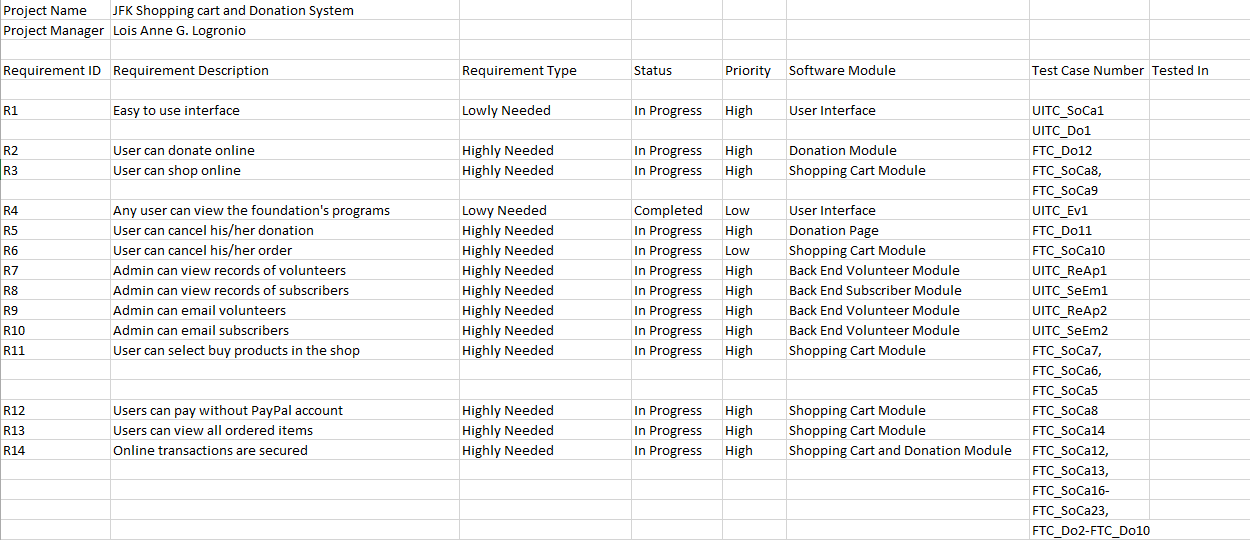 Project Name JFK Shopping cart and Donation System
Project Manager Lois Anne G. Logronio
Requirement ID Requirement Description Requirement Type Status Priority Software Module Test Case Number Tested In
R1 Easy to use interface Lowly Needed In Progress High User Interface UITC_SoCa1
UITC_Do1
R2 User can donate online Highly Needed In Progress High Donation Module FTC_Do12
R3 User can shop online Highly Needed In Progress High Shopping Cart Module FTC_SoCa8,
FTC_SoCa9
R4 Any user can view the foundation's programs Lowy Needed Completed Low User Interface UITC_Ev1
R5 User can cancel his/her donation Highly Needed In Progress High Donation Page FTC_Do11
R6 User can cancel his/her order Highly Needed In Progress Low Shopping Cart Module FTC_SoCa10
R7 Admin can view records of volunteers Highly Needed In Progress High Back End Volunteer Module UITC_ReAp1
R8 Admin can view records of subscribers Highly Needed In Progress High Back End Subscriber Module UITC_SeEm1
R9 Admin can email volunteers Highly Needed In Progress High Back End Volunteer Module UITC_ReAp2
R10 Admin can email subscribers Highly Needed In Progress High Back End Volunteer Module UITC_SeEm2
R11 User can select buy products in the shop Highly Needed In Progress High Shopping Cart Module FTC_SoCa7,
FTC_SoCa6,
FTC_SoCa5
R12 Users can pay without PayPal account Highly Needed In Progress High Shopping Cart Module FTC_SoCa8
R13 Users can view all ordered items Highly Needed In Progress High Shopping Cart Module FTC_SoCa14
R14 Online transactions are secured Highly Needed In Progress High Shopping Cart and Donation Module FTC_SoCa12,
FTC_SoCa13,
FTC_SoCa16-
FTC_SoCa23,
FTC_Do2-FTC_Do10